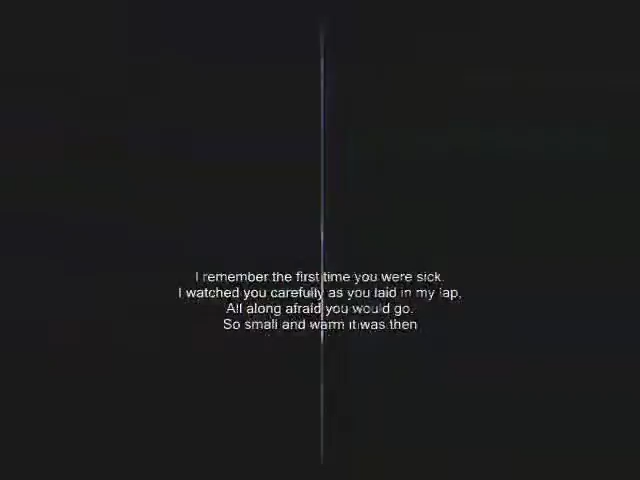 I remember the first time you were sick.
I watched you carefully as you laid in my lap,
All along afraid you would go.
So small and warm it was then